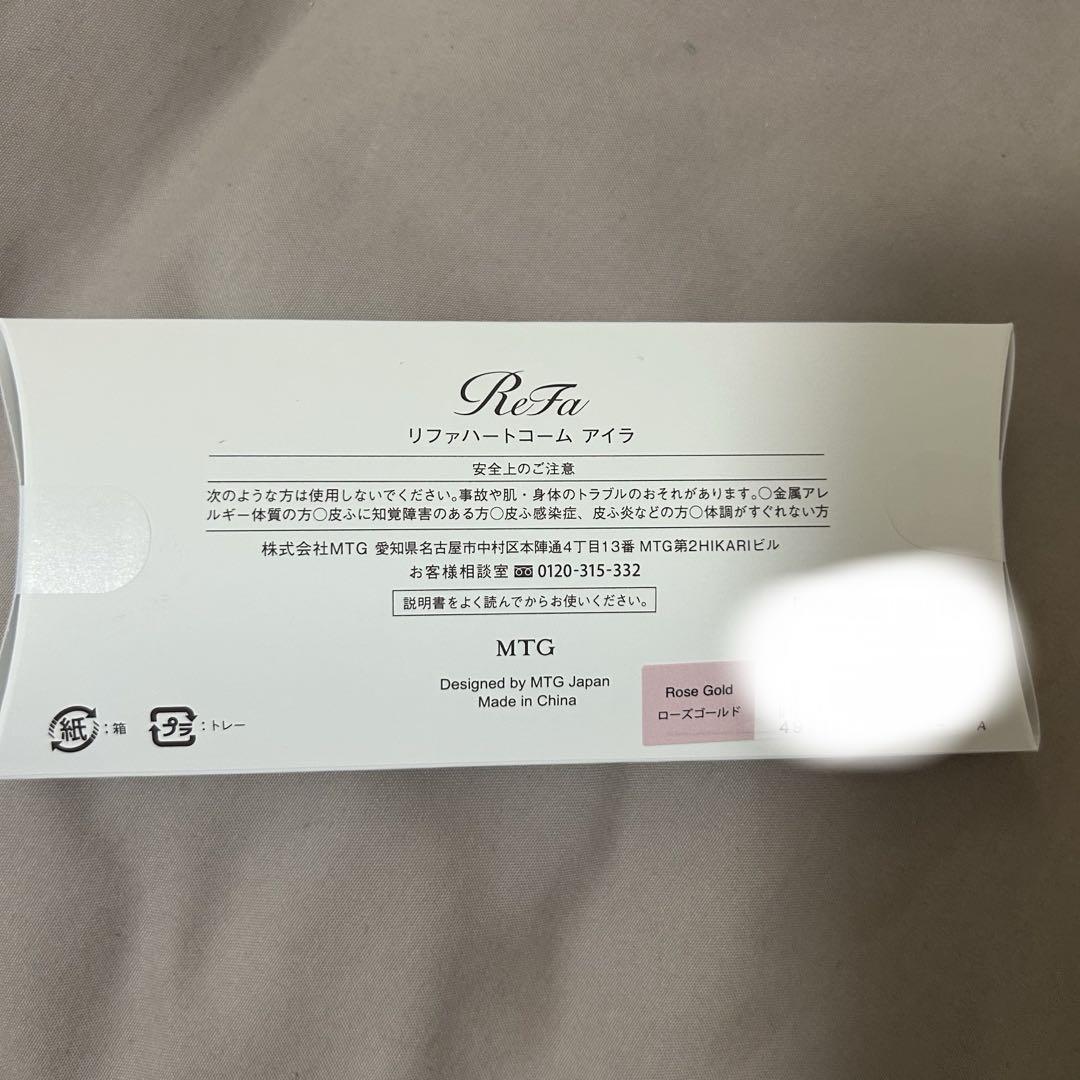 ReFa
リファハートコーム アイラ
安全上のご注意
次のような方は使用しないでください。事故や肌・身体のトラブルのおそれがあります。○金属アレ
ルギー体質の方○皮ふに知覚障害のある方○皮ふ感染症、皮ふ炎などの方○体調がすぐれない方
株式会社MTG 愛知県名古屋市中村区本陣通4丁目13番 MTG第2HIKARIビル
お客様相談室 0120-315-332
説明書をよく読んでからお使いください。
MTG
Designed by MTG Japan
Made in China
紙:箱 プラ:トレー
Rose Gold
ローズゴールド
49
A